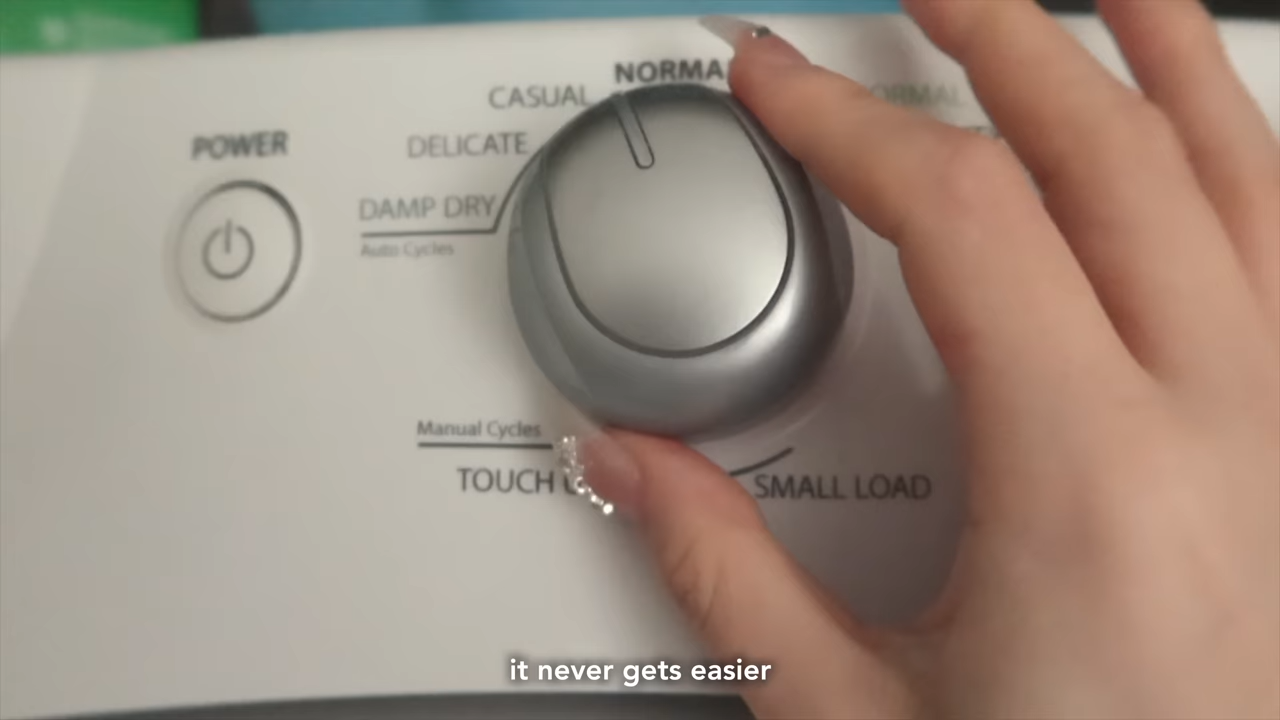 NORMA
CASUAL
POWER
DELICATE
DAMP DRY
Auto Cycles
Manual Cycles
TOUCH
SMALL LOAD
it never gets easier